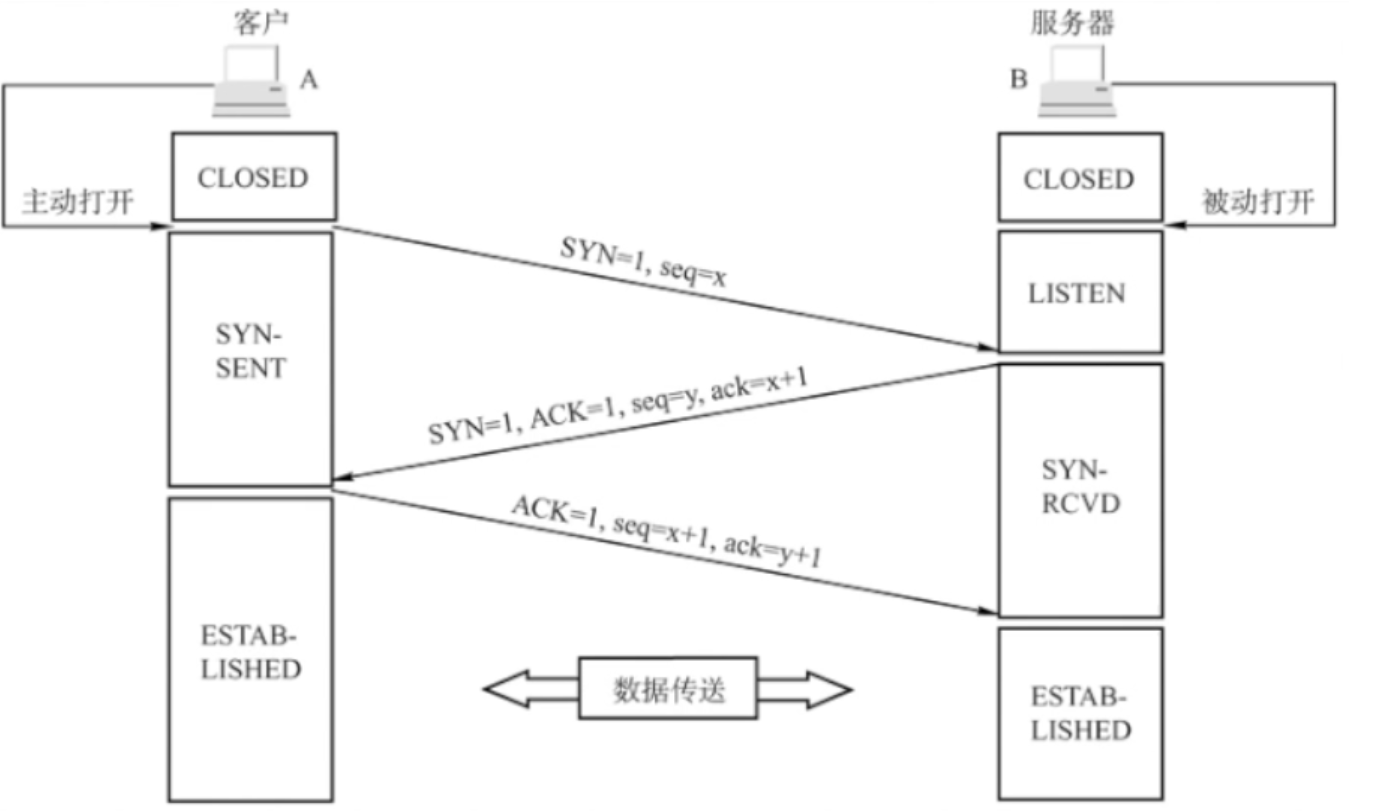 客户
服务器
A
B
CLOSED
CLOSED
主动打开
被动打开
SYN=1, seq=x
LISTEN
SYN-
SENT
SYN=1, ACK=1, seq=y, ack=x+1
SYN-
RCVD
ACK=1, seq=x+1, ack=y+1
ESTAB-
LISHED
数据传送
ESTAB-
LISHED